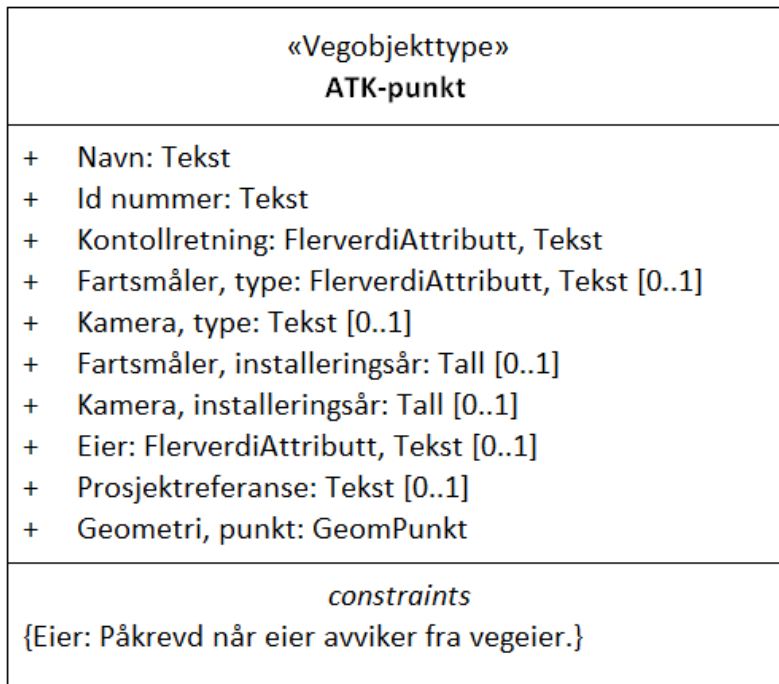 «Vegobjekttype»
ATK-punkt
+ Navn: Tekst
+ Id nummer: Tekst
+ Kontollretning: FlerverdiAttributt, Tekst
+ Fartsmåler, type: FlerverdiAttributt, Tekst [0..1]
+ Kamera, type: Tekst [0..1]
+ Fartsmåler, installeringsår: Tall [0..1]
+ Kamera, installeringsår: Tall [0..1]
+ Eier: FlerverdiAttributt, Tekst [0..1]
+ Prosjektreferanse: Tekst [0..1]
+ Geometri, punkt: GeomPunkt
constraints
{Eier: Påkrevd når eier avviker fra vegeier.}